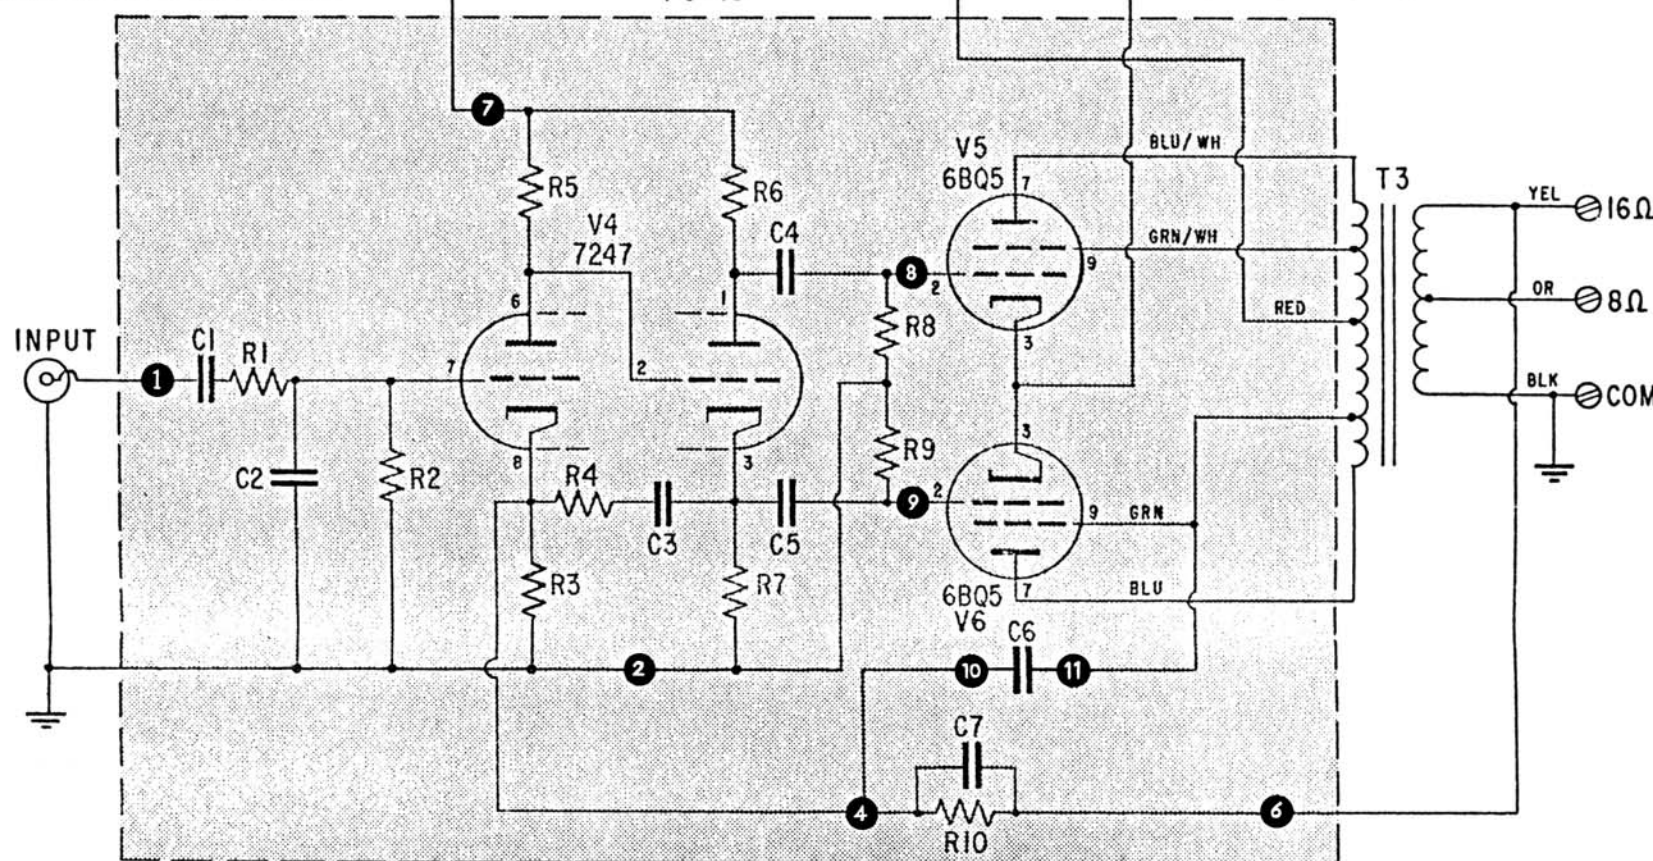 7
V5
6BQ5
7
BLU/WH
T3
R5
R6
YEL
16Ω
V4
7247
C4
GRN/WH
9
8
2
6
1
OR
8Ω
RED
R8
INPUT
C1
R1
1
7
2
3
BLK
COM
C2
R2
8
R4
3
R9
3
9
2
9
GRN
C3
C5
R3
R7
6BQ5
V6
7
BLU
C6
2
10
11
C7
4
R10
6